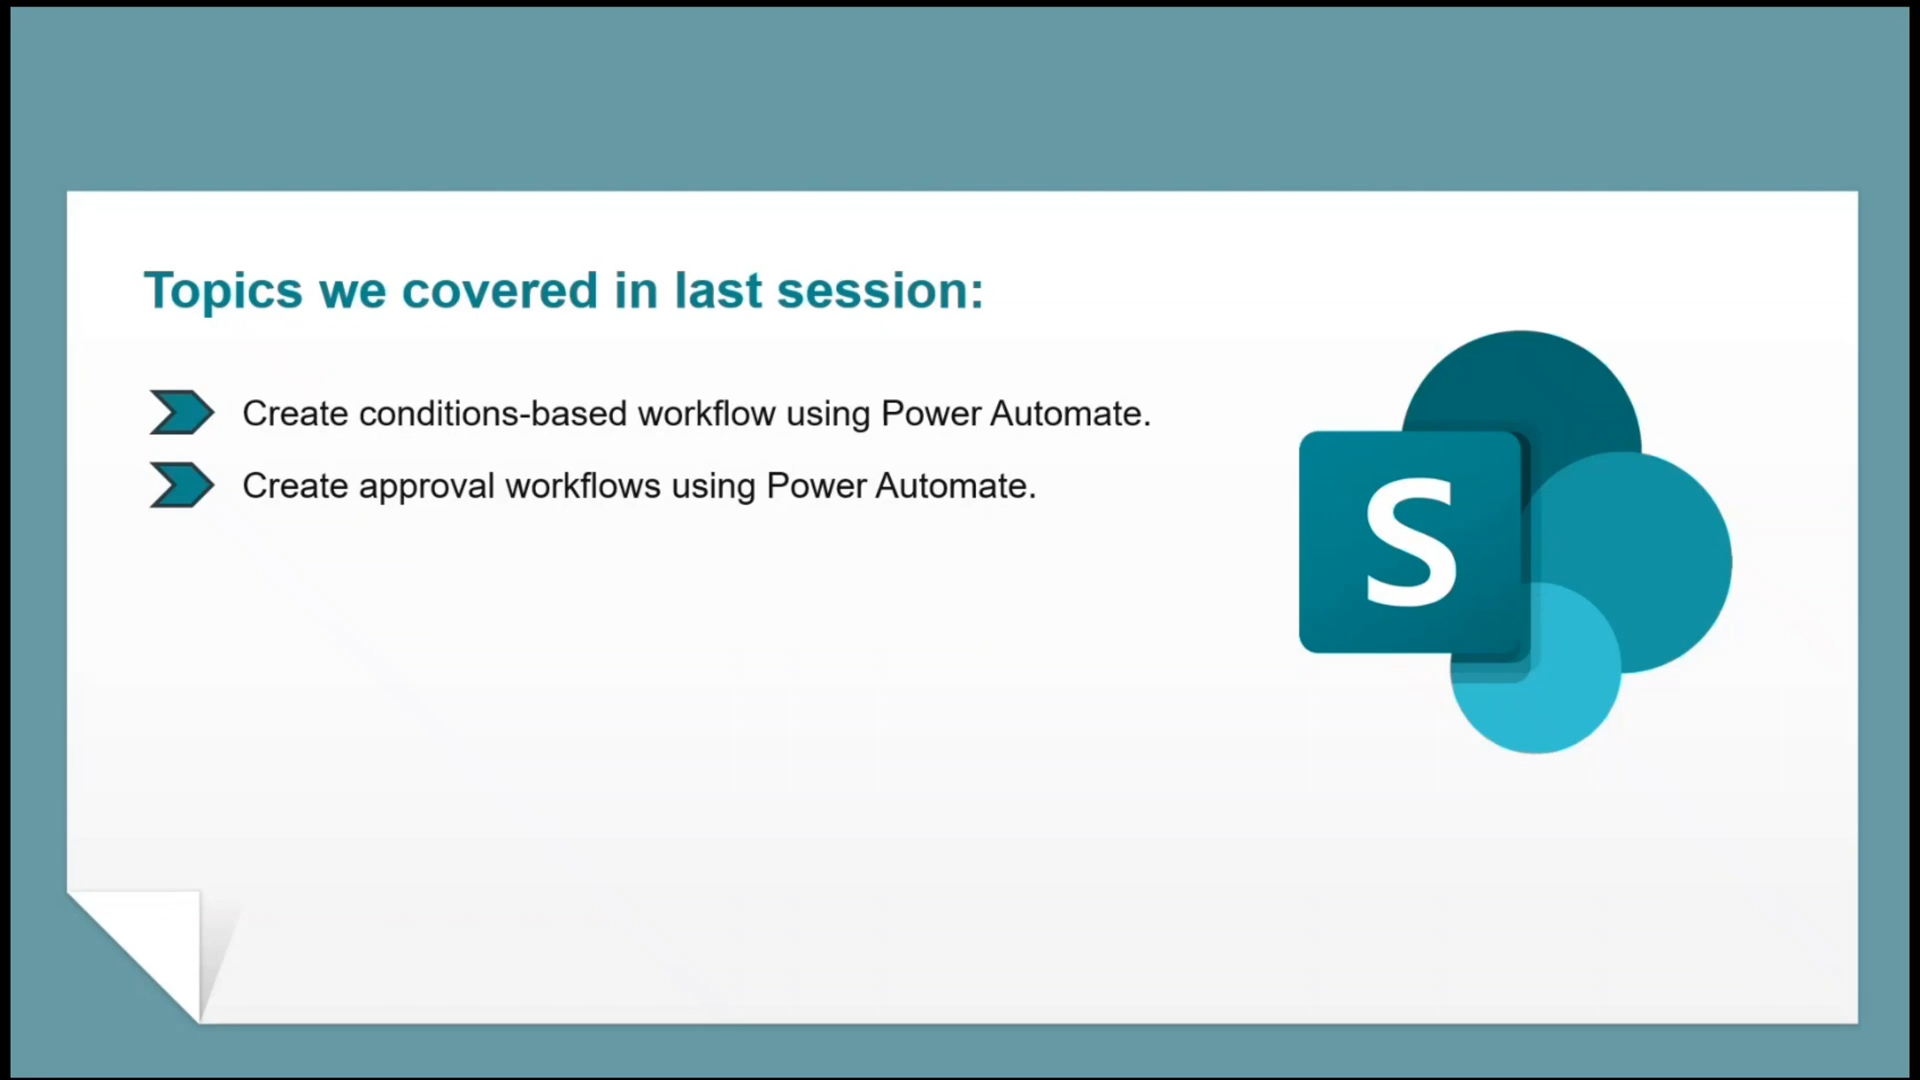 Topics we covered in last session:
Create conditions-based workflow using Power Automate.
Create approval workflows using Power Automate.
S